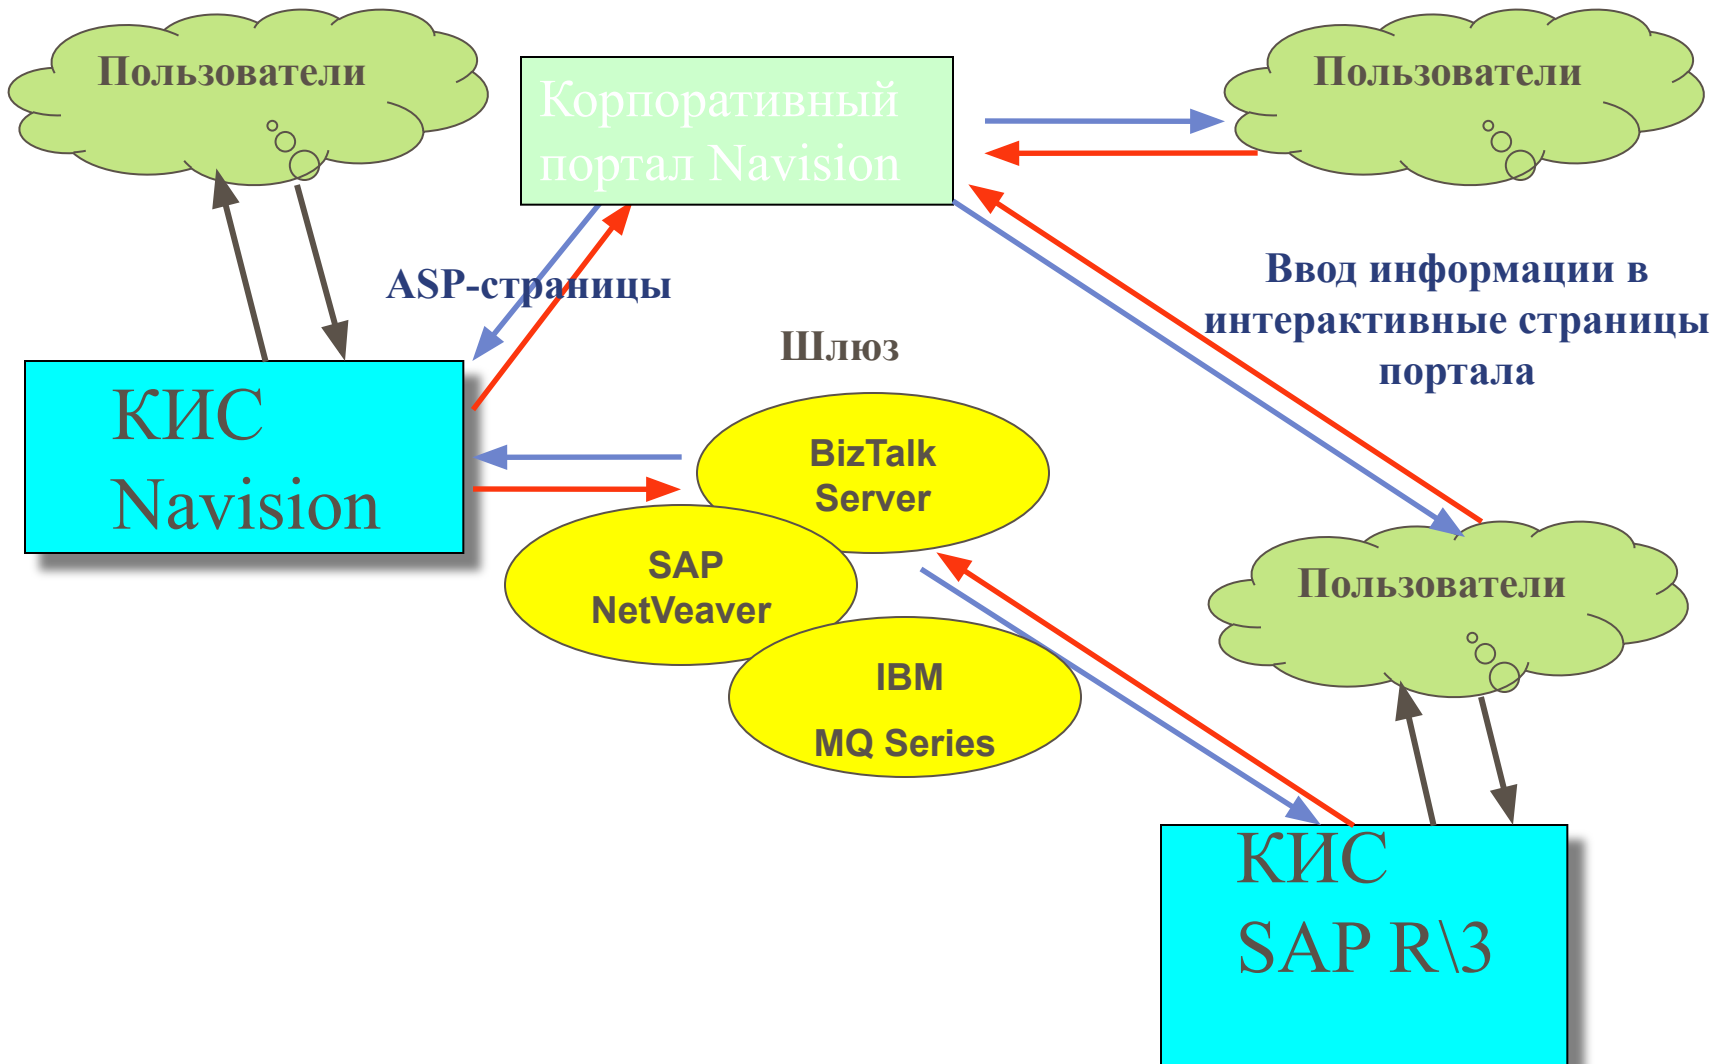 Пользователи
Корпоративный
портал Navision
Пользователи
ASP-страницы
Ввод информации в
интерактивные страницы
портала
Шлюз
КИС
Navision
BizTalk
Server
SAP
NetVeaver
IBM
MQ Series
Пользователи
КИС
SAP R\3